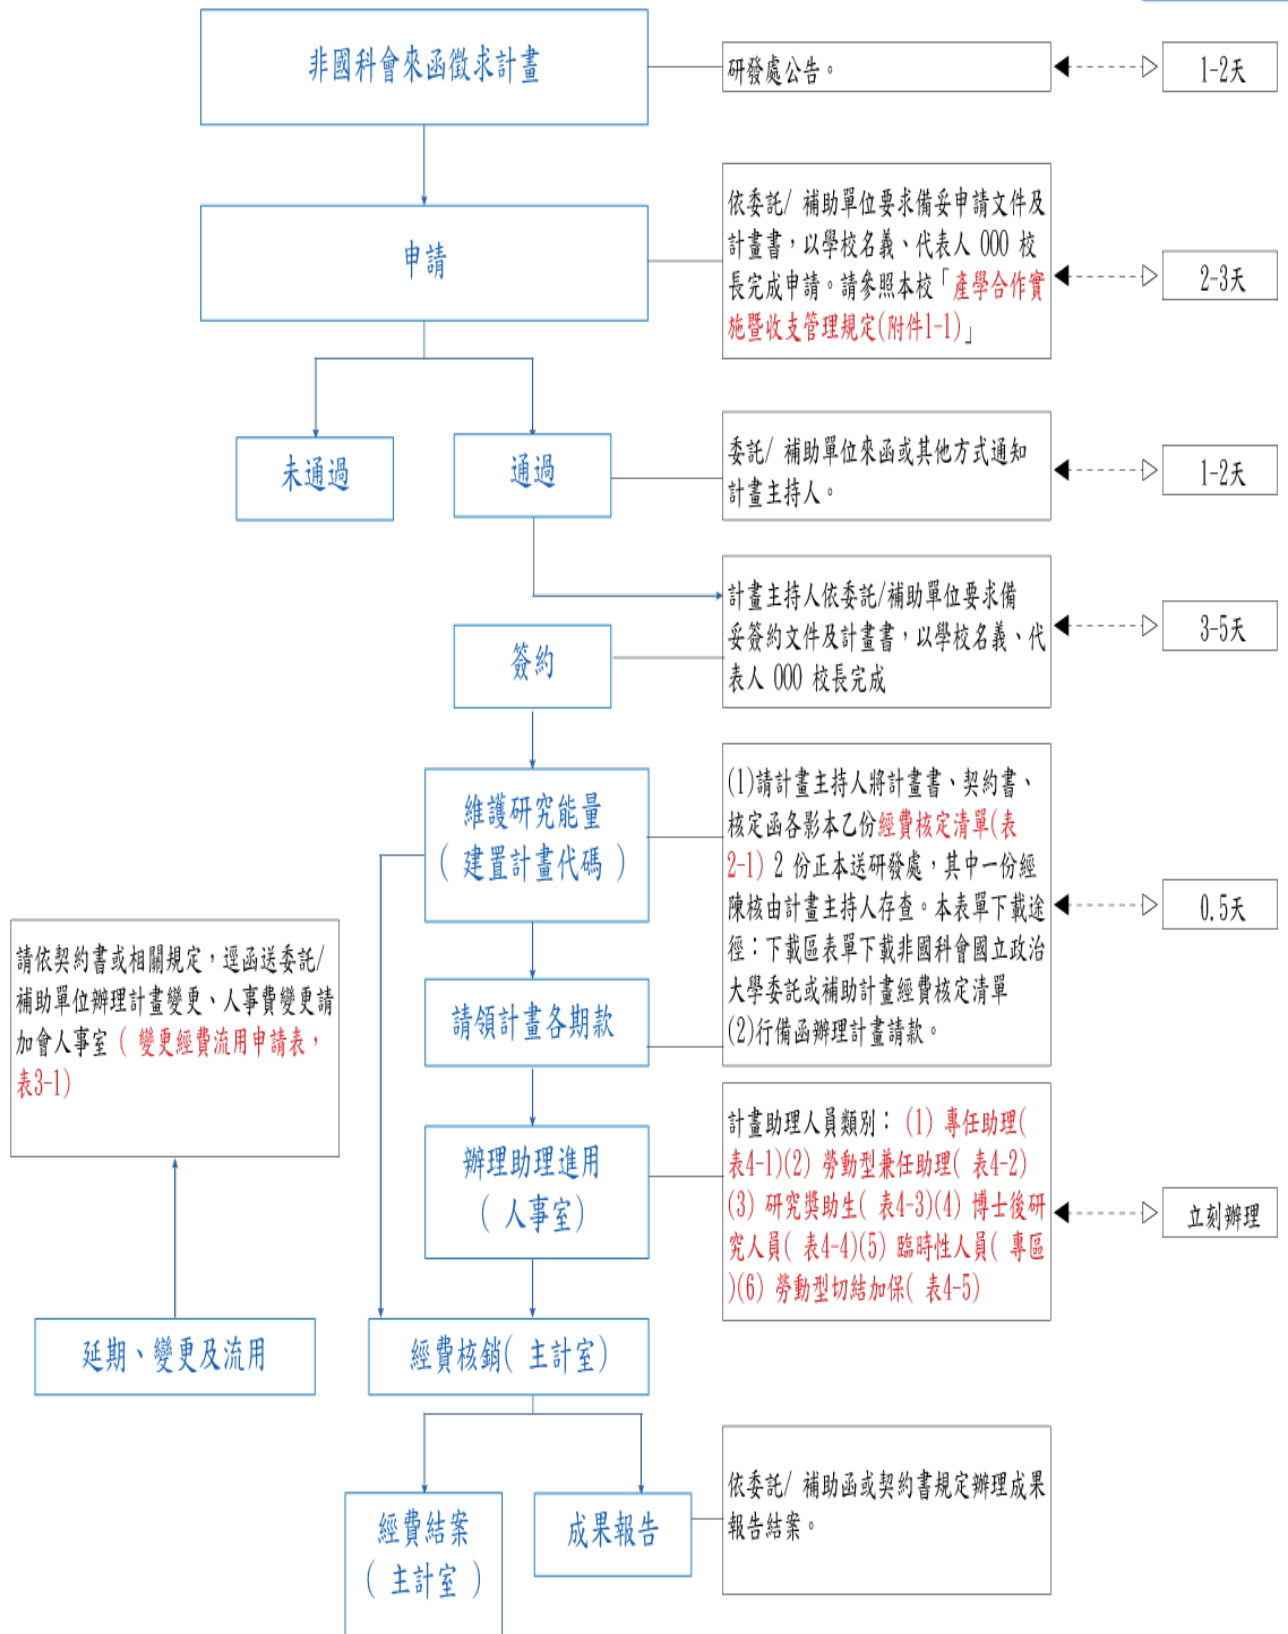 非國科會來函徵求計畫
研發處公告。
1-2天
申請
依委託/ 補助單位要求備妥申請文件及
計畫書，以學校名義、代表人 000 校
長完成申請。請參照本校「產學合作實
施暨收支管理規定(附件1-1)」
2-3天
未通過
通過
委託/ 補助單位來函或其他方式通知
計畫主持人。
1-2天
計畫主持人依委託/補助單位要求備
妥簽約文件及計畫書，以學校名義、代
表人 000 校長完成
3-5天
簽約
維護研究能量
( 建置計畫代碼 )
(1)請計畫主持人將計畫書、契約書、
核定函各影本乙份經費核定清單(表
2-1) 2 份正本送研發處，其中一份經
陳核由計畫主持人存查。本表單下載途
徑：下載區表單下載非國科會國立政治
大學委託或補助計畫經費核定清單
(2)行備函辦理計畫請款。
0.5天
請依契約書或相關規定，逕函送委託/
補助單位辦理計畫變更、人事費變更請
加會人事室 ( 變更經費流用申請表，
表3-1)
請領計畫各期款
辦理助理進用
( 人事室)
計畫助理人員類別： (1) 專任助理(
表4-1)(2) 勞動型兼任助理( 表4-2)
(3) 研究獎助生( 表4-3)(4) 博士後研
究人員( 表4-4)(5) 臨時性人員( 專區
)(6) 勞動型切結加保( 表4-5)
立刻辦理
延期、變更及流用
經費核銷( 主計室)
經費結案
( 主計室 )
成果報告
依委託/ 補助函或契約書規定辦理成果
報告結案。